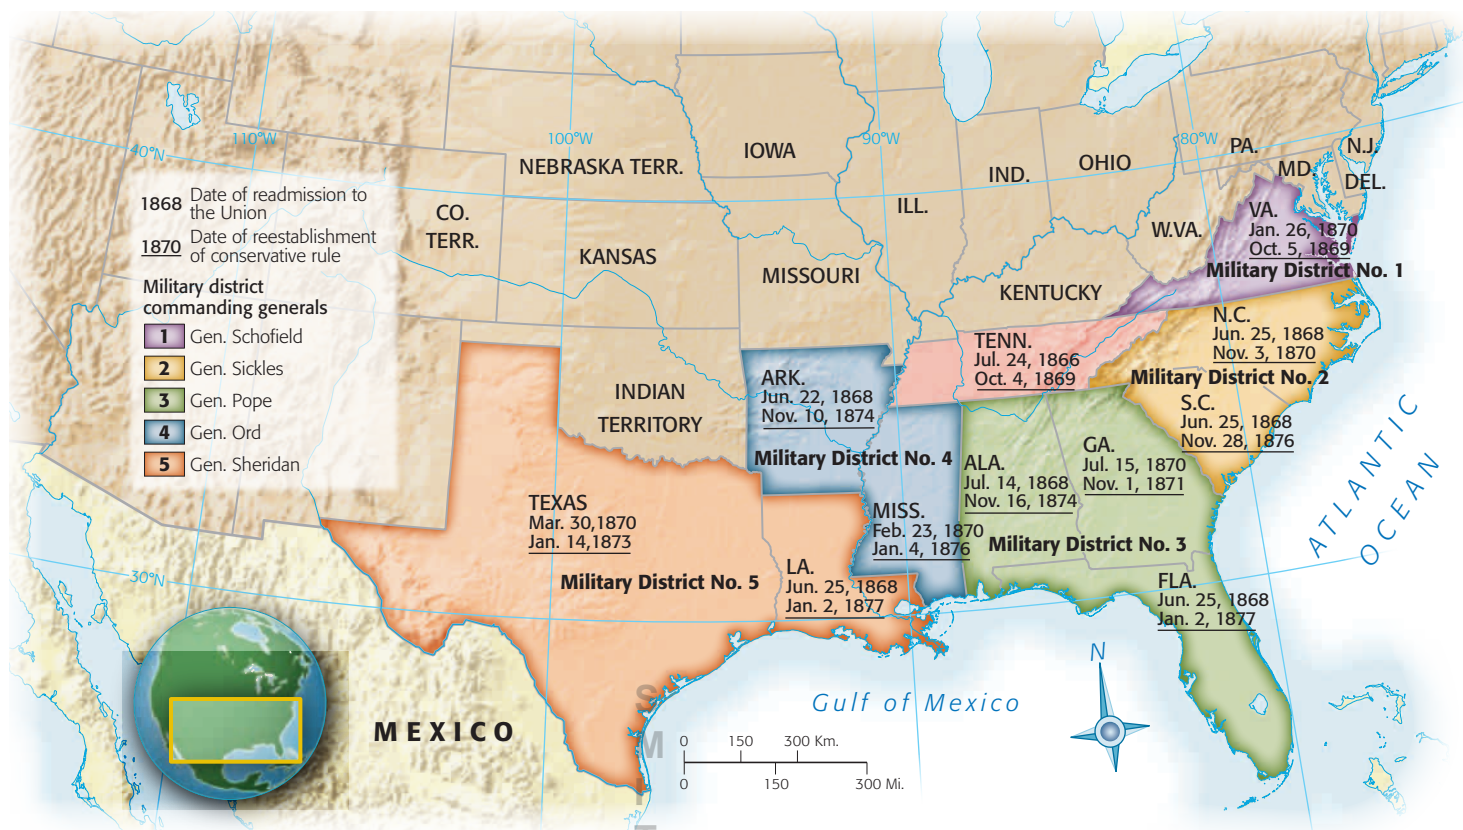 110°W
100°W
90°W
80°W
40°N
30°N
1868 Date of readmission to
the Union
1870 Date of reestablishment
of conservative rule
Military district
commanding generals
1 Gen. Schofield
2 Gen. Sickles
3 Gen. Pope
4 Gen. Ord
5 Gen. Sheridan
NEBRASKA TERR.
IOWA
CO.
TERR.
KANSAS
MISSOURI
ILL.
IND.
OHIO
PA.
N.J.
MD.
DEL.
W.VA.
KENTUCKY
INDIAN
TERRITORY
VA.
Jan. 26, 1870
Oct. 5, 1869
Military District No. 1
N.C.
Jun. 25, 1868
Nov. 3, 1870
Military District No. 2
S.C.
Jun. 25, 1868
Nov. 28, 1876
TENN.
Jul. 24, 1866
Oct. 4, 1869
ARK.
Jun. 22, 1868
Nov. 10, 1874
Military District No. 4
MISS.
Feb. 23, 1870
Jan. 4, 1876
ALA.
Jul. 14, 1868
Nov. 16, 1874
GA.
Jul. 15, 1870
Nov. 1, 1871
Military District No. 3
FLA.
Jun. 25, 1868
Jan. 2, 1877
TEXAS
Mar. 30,1870
Jan. 14,1873
Military District No. 5
LA.
Jun. 25, 1868
Jan. 2, 1877
ATLANTIC
OCEAN
Gulf of Mexico
MEXICO
N
0 150 300 Km.
0 150 300 Mi.
S
M